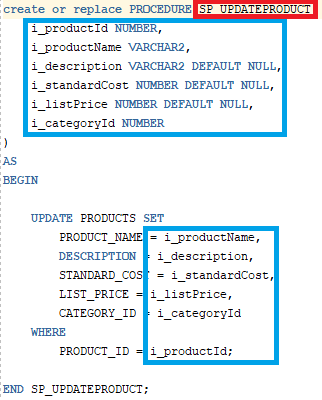 create or replace PROCEDURE SP_UPDATEPRODUCT
i_productId NUMBER,
i_productName VARCHAR2,
i_description VARCHAR2 DEFAULT NULL,
i_standardCost NUMBER DEFAULT NULL,
i_listPrice NUMBER DEFAULT NULL,
i_categoryId NUMBER
)
AS
BEGIN
UPDATE PRODUCTS SET
PRODUCT_NAME = i_productName,
DESCRIPTION = i_description,
STANDARD_COST = i_standardCost,
LIST_PRICE = i_listPrice,
CATEGORY_ID = i_categoryId
WHERE
PRODUCT_ID = i_productId;
END SP_UPDATEPRODUCT;